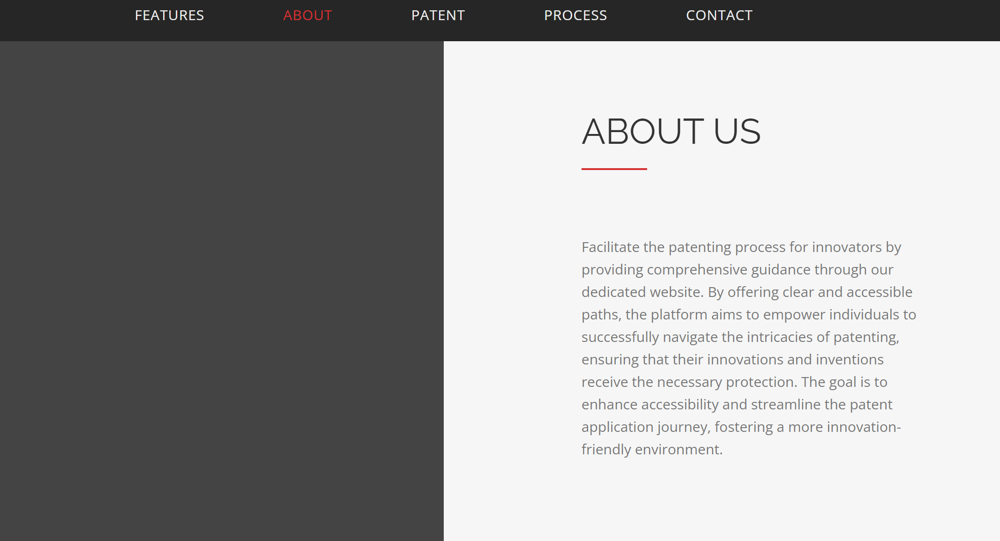 FEATURES ABOUT PATENT PROCESS CONTACT
ABOUT US
Facilitate the patenting process for innovators by
providing comprehensive guidance through our
dedicated website. By offering clear and accessible
paths, the platform aims to empower individuals to
successfully navigate the intricacies of patenting,
ensuring that their innovations and inventions
receive the necessary protection. The goal is to
enhance accessibility and streamline the patent
application journey, fostering a more innovation-
friendly environment.